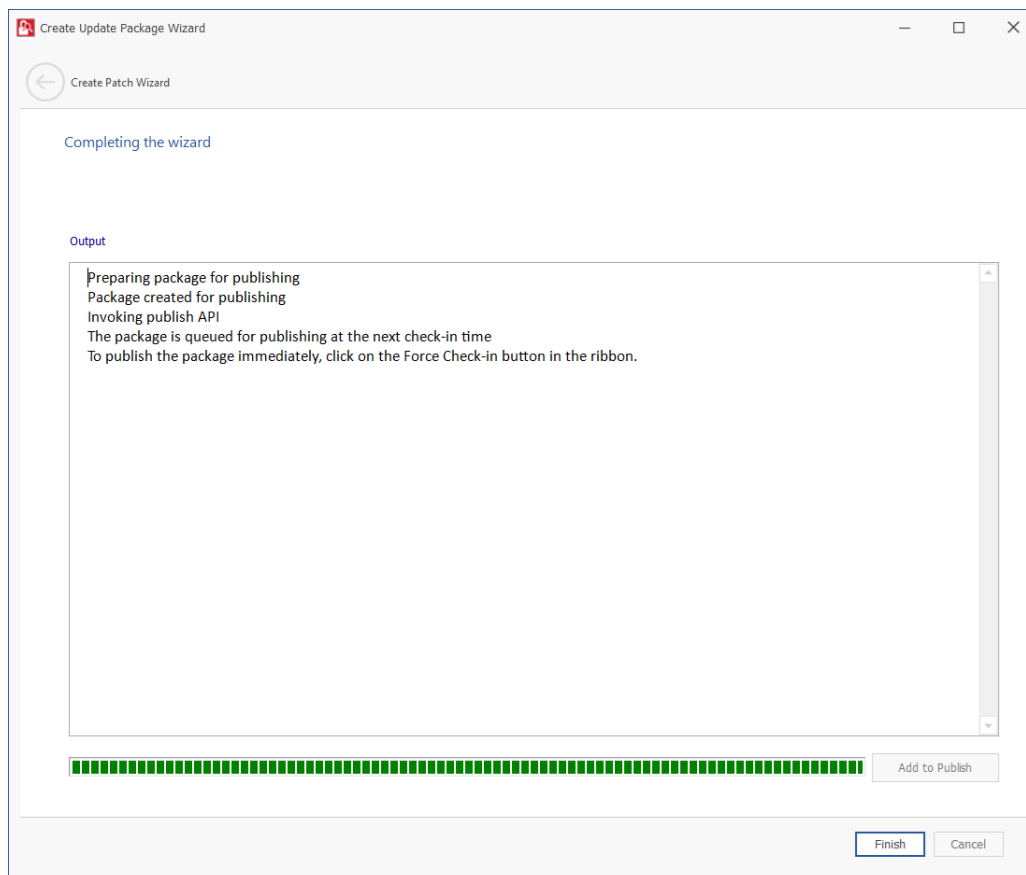 Create Update Package Wizard
Create Patch Wizard
Completing the wizard
Output
Preparing package for publishing
Package created for publishing
Invoking publish API
The package is queued for publishing at the next check-in time
To publish the package immediately, click on the Force Check-in button in the ribbon.
Add to Publish
Finish
Cancel